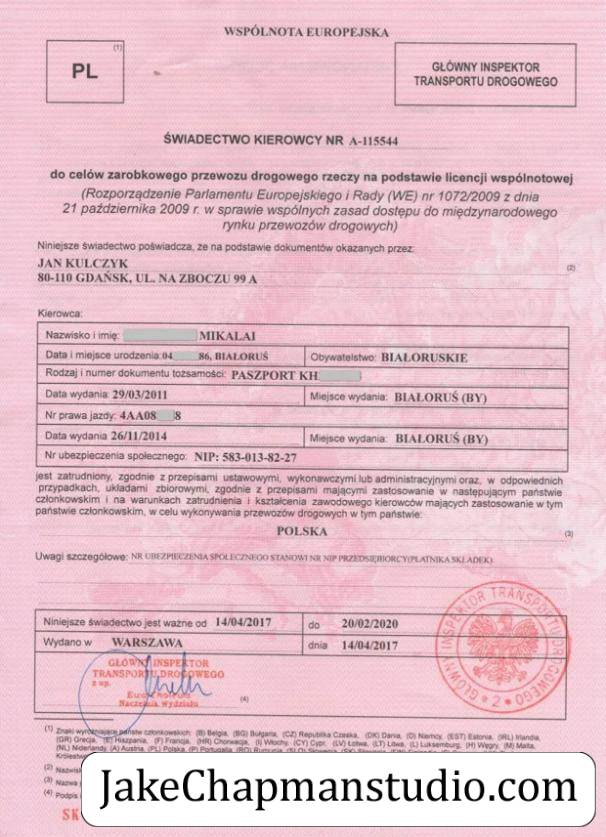 WSPÓLNOTA EUROPEJSKA
PL
(1)
GŁÓWNY INSPEKTOR
TRANSPORTU DROGOWEGO
ŚWIADECTWO KIEROWCY NR A-115544
do celów zarobkowego przewozu drogowego rzeczy na podstawie licencji wspólnotowej
(Rozporządzenie Parlamentu Europejskiego i Rady (WE) nr 1072/2009 z dnia
21 października 2009 r. w sprawie wspólnych zasad dostępu do międzynarodowego
rynku przewozów drogowych)
Niniejsze świadectwo poświadcza, że na podstawie dokumentów okazanych przez:
JAN KULCZYK
80-110 GDAŃSK, UL. NA ZBOCZU 99 A
(2)
Kierowca:
Nazwisko i imię: MIKALAI
Data i miejsce urodzenia: 04 86, BIAŁORUŚ
Obywatelstwo: BIAŁORUSKIE
Rodzaj i numer dokumentu tożsamości: PASZPORT KH
Data wydania: 29/03/2011
Miejsce wydania: BIAŁORUŚ (BY)
Nr prawa jazdy: 4AA08 8
Data wydania 26/11/2014
Miejsce wydania: BIAŁORUŚ (BY)
Nr ubezpieczenia społecznego: NIP: 583-013-82-27
jest zatrudniony, zgodnie z przepisami ustawowymi, wykonawczymi lub administracyjnymi oraz, w odpowiednich
przypadkach, układami zbiorowymi, zgodnie z przepisami mającymi zastosowanie w następującym państwie
członkowskim i na warunkach zatrudnienia i kształcenia zawodowego kierowców mających zastosowanie w tym
państwie członkowskim, w celu wykonywania przewozów drogowych w tym państwie:
POLSKA
(3)
Uwagi szczególowe: NR UBEZPIECZENIA SPOŁECZNEGO STANOWI NR NIP PRZEDSIĘBIORCY(PŁATNIKA SKŁADEK)
Niniejsze świadectwo jest ważne od 14/04/2017 do 20/02/2020
Wydano w WARSZAWA dnia 14/04/2017
GŁÓWNY INSPEKTOR
TRANSPORTU DROGOWEGO
z up.
Naczelnik Wydziału
(4)
GŁÓWNY INSPEKTOR TRANSPORTU DROGOWEGO
* 2 *
(1) Znaki wyróżniające państw członkowskich: (B) Belgia, (BG) Bułgaria, (CZ) Republika Czeska, (DK) Dania, (D) Niemcy, (EST) Estonia, (IRL) Irlandia,
(GR) Grecja, (E) Hiszpania, (F) Francja, (HR) Chorwacja, (I) Włochy, (CY) Cypr, (LV) Łotwa, (LT) Litwa, (L) Luksemburg, (H) Węgry, (M) Malta,
(NL) Niderlandy, (A) Austria, (PL) Polska, (P) Portugalia, (RO) Rumunia,
(2) Nazwis
(3) Nazwa
(4) Podpis
SK
JakeChapmanstudio.com